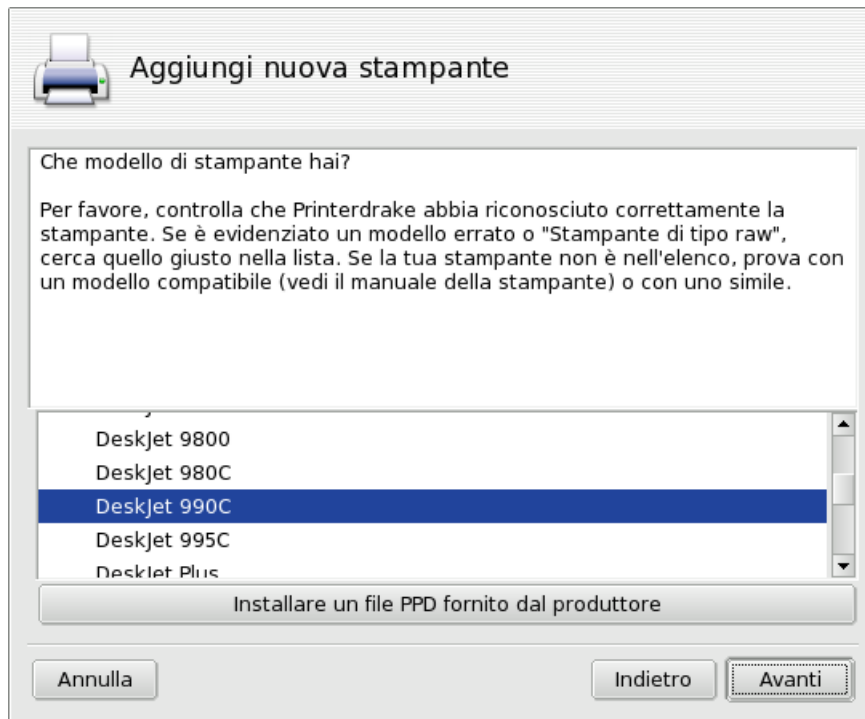 Aggiungi nuova stampante
Che modello di stampante hai?
Per favore, controlla che Printerdrake abbia riconosciuto correttamente la
stampante. Se è evidenziato un modello errato o "Stampante di tipo raw",
cerca quello giusto nella lista. Se la tua stampante non è nell'elenco, prova con
un modello compatibile (vedi il manuale della stampante) o con uno simile.
DeskJet 9800
DeskJet 980C
DeskJet 990C
DeskJet 995C
DeskJet Plus
Installare un file PPD fornito dal produttore
Annulla
Indietro
Avanti